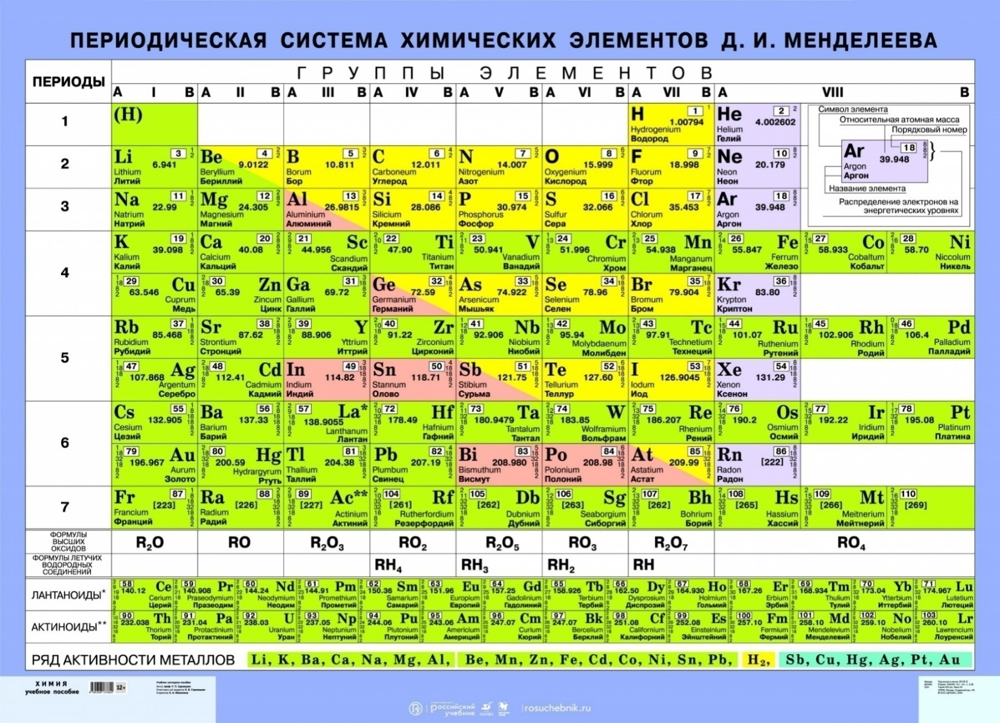 ПЕРИОДИЧЕСКАЯ СИСТЕМА ХИМИЧЕСКИХ ЭЛЕМЕНТОВ Д. И. МЕНДЕЛЕЕВА
ПЕРИОДЫ
ГРУППЫ ЭЛЕМЕНТОВ
A I B A II B A III B A IV B A V B A VI B A VII B A VIII B
1
(H)
H 1 1.00794 Hydrogenium Водород
He 2 4.002602 Helium Гелий
Символ элемента
Относительная атомная масса
Порядковый номер
Ar 18 39.948 Argon Аргон
Название элемента
Распределение электронов на
энергетических уровнях
2
Li 3 6.941 Lithium Литий
Be 4 9.0122 Beryllium Бериллий
B 5 10.811 Borum Бор
C 6 12.011 Carboneum Углерод
N 7 14.007 Nitrogenium Азот
O 8 15.999 Oxygenium Кислород
F 9 18.998 Fluorum Фтор
Ne 10 20.179 Neon Неон
3
Na 11 22.99 Natrium Натрий
Mg 12 24.305 Magnesium Магний
Al 13 26.9815 Aluminium Алюминий
Si 14 28.086 Silicium Кремний
P 15 30.974 Phosphorus Фосфор
S 16 32.066 Sulfur Сера
Cl 17 35.453 Chlorum Хлор
Ar 18 39.948 Argon Аргон
4
K 19 39.098 Kalium Калий
Ca 20 40.08 Calcium Кальций
21 Sc 44.956 Scandium Скандий
22 Ti 47.90 Titanium Титан
23 V 50.941 Vanadium Ванадий
24 Cr 51.996 Chromium Хром
25 Mn 54.938 Manganum Марганец
26 Fe 55.847 Ferrum Железо
27 Co 58.933 Cobaltum Кобальт
28 Ni 58.70 Niccolum Никель
29 Cu 63.546 Cuprum Медь
30 Zn 65.39 Zincum Цинк
Ga 31 69.72 Gallium Галлий
Ge 32 72.59 Germanium Германий
As 33 74.922 Arsenicum Мышьяк
Se 34 78.96 Selenium Селен
Br 35 79.904 Bromum Бром
Kr 36 83.80 Krypton Криптон
5
Rb 37 85.468 Rubidium Рубидий
Sr 38 87.62 Strontium Стронций
39 Y 88.906 Yttrium Иттрий
40 Zr 91.22 Zirconium Цирконий
41 Nb 92.906 Niobium Ниобий
42 Mo 95.94 Molybdaenum Молибден
43 Tc 97.91 Technetium Технеций
44 Ru 101.07 Ruthenium Рутений
45 Rh 102.906 Rhodium Родий
46 Pd 106.4 Palladium Палладий
47 Ag 107.868 Argentum Серебро
48 Cd 112.41 Cadmium Кадмий
In 49 114.82 Indium Индий
Sn 50 118.71 Stannum Олово
Sb 51 121.75 Stibium Сурьма
Te 52 127.60 Tellurium Теллур
I 53 126.9045 Iodum Иод
Xe 54 131.29 Xenon Ксенон
6
Cs 55 132.905 Cesium Цезий
Ba 56 137.33 Barium Барий
57 La* 138.9055 Lanthanum Лантан
72 Hf 178.49 Hafnium Гафний
73 Ta 180.9479 Tantalum Тантал
74 W 183.85 Wolframium Вольфрам
75 Re 186.207 Rhenium Рений
76 Os 190.2 Osmium Осмий
77 Ir 192.22 Iridium Иридий
78 Pt 195.08 Platinum Платина
79 Au 196.967 Aurum Золото
80 Hg 200.59 Hydrargyrum Ртуть
Tl 81 204.38 Thallium Таллий
Pb 82 207.19 Plumbum Свинец
Bi 83 208.980 Bismuthum Висмут
Po 84 208.98 Polonium Полоний
At 85 209.99 Astatium Астат
Rn 86 [222] Radon Радон
7
Fr 87 [223] Francium Франций
Ra 88 [226] Radium Радий
89 Ac** [227] Actinium Актиний
104 Rf [261] Rutherfordium Резерфордий
105 Db [262] Dubnium Дубний
106 Sg [263] Seaborgium Сиборгий
107 Bh [262] Bohrium Борий
108 Hs [265] Hassium Хассий
109 Mt [266] Meitnerium Мейтнерий
110 [269]
ФОРМУЛЫ
ВЫСШИХ
ОКСИДОВ
R₂O RO R₂O₃ RO₂ R₂O₅ RO₃ R₂O₇ RO₄
ФОРМУЛЫ ЛЕТУЧИХ
ВОДОРОДНЫХ
СОЕДИНЕНИЙ
RH₄ RH₃ RH₂ RH
ЛАНТАНОИДЫ*
58 Ce 140.12 Cerium Церий
59 Pr 140.908 Praseodymium Празеодим
60 Nd 144.24 Neodymium Неодим
61 Pm 144.91 Promethium Прометий
62 Sm 150.36 Samarium Самарий
63 Eu 151.96 Europium Европий
64 Gd 157.25 Gadolinium Гадолиний
65 Tb 158.926 Terbium Тербий
66 Dy 162.50 Dysprosium Диспрозий
67 Ho 164.930 Holmium Гольмий
68 Er 167.26 Erbium Эрбий
69 Tm 168.934 Thulium Тулий
70 Yb 173.04 Ytterbium Иттербий
71 Lu 174.967 Lutetium Лютеций
АКТИНОИДЫ**
90 Th 232.038 Thorium Торий
91 Pa 231.04 Protactinium Протактиний
92 U 238.03 Uranium Уран
93 Np 237.05 Neptunium Нептуний
94 Pu 244.06 Plutonium Плутоний
95 Am 243.06 Americium Америций
96 Cm 247.07 Curium Кюрий
97 Bk 247.07 Bercelium Берклий
98 Cf 251.08 Californium Калифорний
99 Es 252.08 Einsteinium Эйнштейний
100 Fm 257.10 Fermium Фермий
101 Md 258.10 Mendelevium Менделевий
102 No 259.10 Nobelium Нобелий
103 Lr 260.10 Lawrencium Лоуренсий
РЯД АКТИВНОСТИ МЕТАЛЛОВ Li, K, Ba, Ca, Na, Mg, Al, Be, Mn, Zn, Fe, Cd, Co, Ni, Sn, Pb, H₂, Sb, Cu, Hg, Ag, Pt, Au
ХИМИЯ
учебное пособие
12+
российский
учебник
rosuchebnik.ru